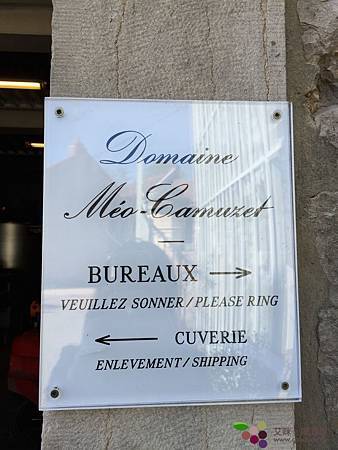 Domaine
Méo-Camuzet
—
BUREAUX →
VEUILLEZ SONNER / PLEASE RING
← CUVERIE
ENLEVEMENT / SHIPPING